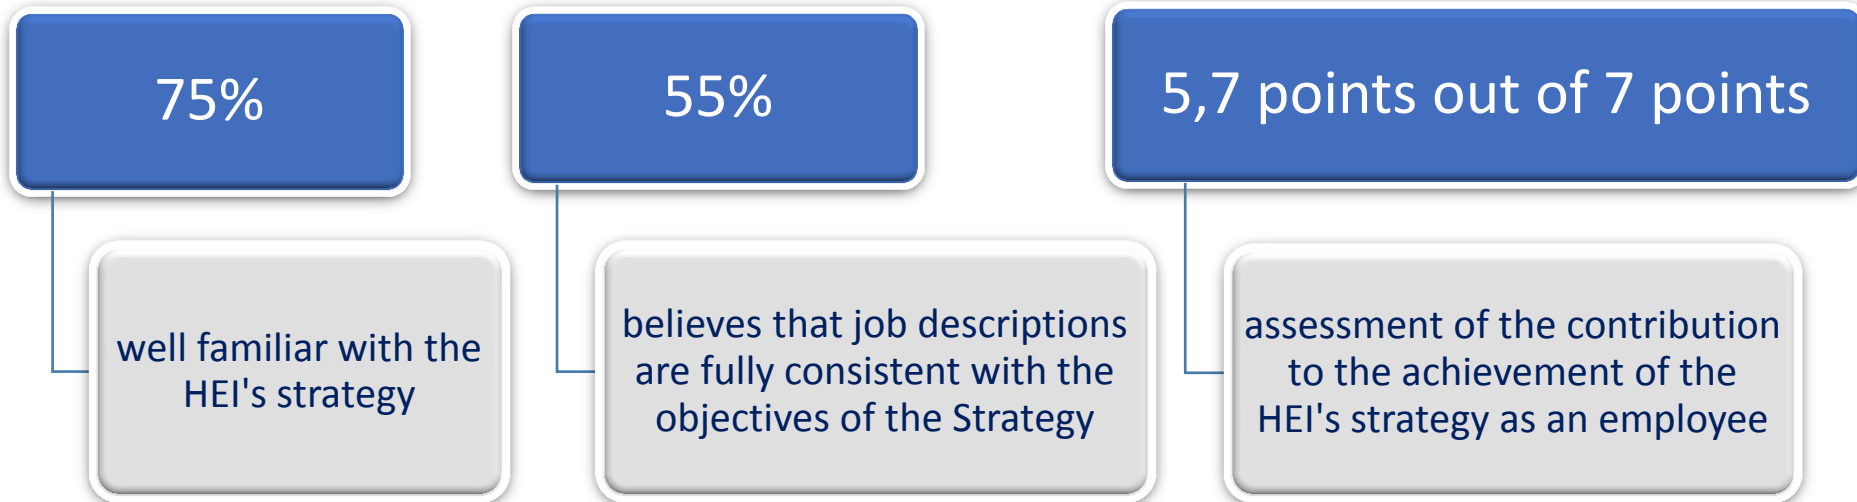 75%
well familiar with the
HEI's strategy
55%
believes that job descriptions
are fully consistent with the
objectives of the Strategy
5,7 points out of 7 points
assessment of the contribution
to the achievement of the
HEI's strategy as an employee